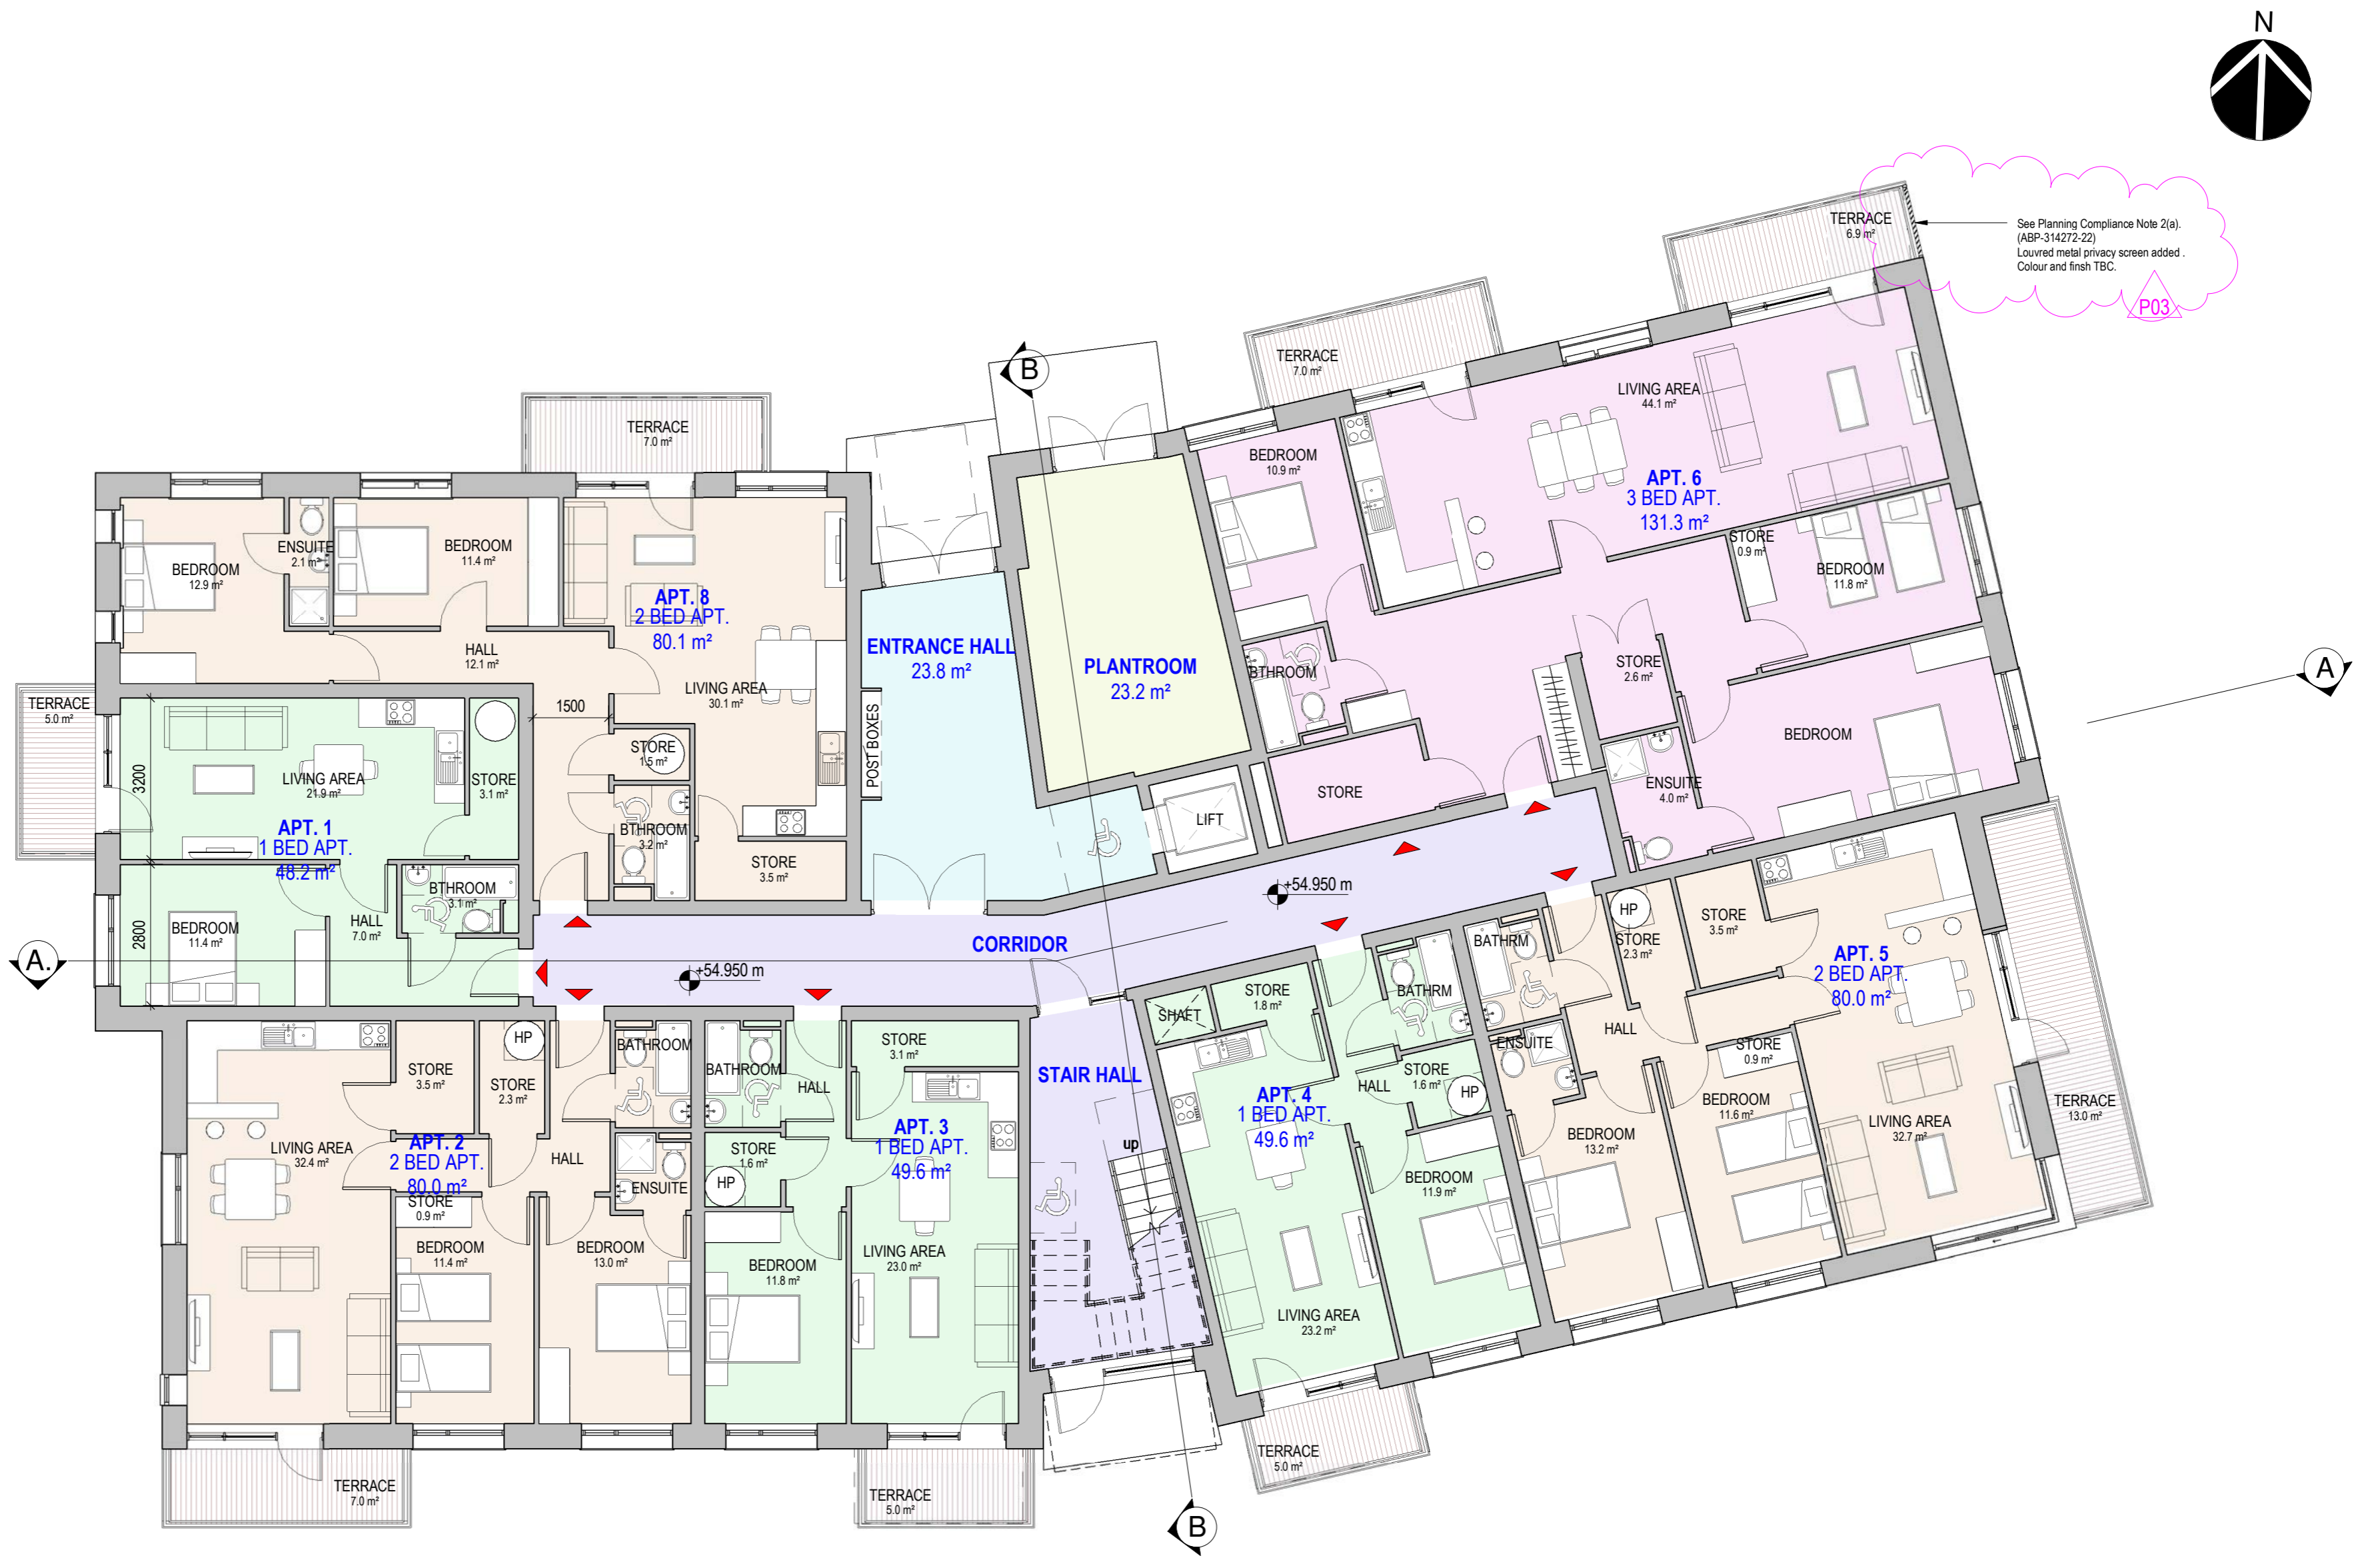 N
TERRACE
6.9 m²
See Planning Compliance Note 2(a).
(ABP-314272-22)
Louvred metal privacy screen added .
Colour and finsh TBC.
P03
B
TERRACE
7.0 m²
LIVING AREA
44.1 m²
BEDROOM
10.9 m²
APT. 6
3 BED APT.
131.3 m²
STORE
0.9 m²
BEDROOM
11.8 m²
TERRACE
7.0 m²
BEDROOM
12.9 m²
ENSUITE
2.1 m²
BEDROOM
11.4 m²
APT. 8
2 BED APT.
80.1 m²
HALL
12.1 m²
LIVING AREA
30.1 m²
ENTRANCE HALL
23.8 m²
PLANTROOM
23.2 m²
BTHROOM
STORE
2.6 m²
A
BEDROOM
TERRACE
5.0 m²
1500
STORE
1.5 m²
POST BOXES
3200
LIVING AREA
21.9 m²
STORE
3.1 m²
STORE
ENSUITE
4.0 m²
LIFT
APT. 1
1 BED APT.
48.2 m²
BTHROOM
3.2 m²
STORE
3.5 m²
BTHROOM
3.1 m²
+54.950 m
HALL
7.0 m²
2800
BEDROOM
11.4 m²
CORRIDOR
A.
+54.950 m
HP
STORE
2.3 m²
STORE
3.5 m²
BATHRM
APT. 5
2 BED APT.
80.0 m²
STORE
1.8 m²
BATHRM
SHAFT
HALL
ENSUITE
STORE
0.9 m²
HP
BATHROOM
STORE
3.5 m²
STORE
2.3 m²
BATHROOM
HALL
STORE
3.1 m²
STAIR HALL
APT. 4
1 BED APT.
49.6 m²
HALL
STORE
1.6 m²
HP
BEDROOM
11.6 m²
TERRACE
13.0 m²
LIVING AREA
32.7 m²
LIVING AREA
32.4 m²
APT. 2
2 BED APT.
80.0 m²
HALL
STORE
1.6 m²
HP
APT. 3
1 BED APT.
49.6 m²
up
BEDROOM
13.2 m²
BEDROOM
11.9 m²
ENSUITE
STORE
0.9 m²
BEDROOM
11.4 m²
BEDROOM
13.0 m²
BEDROOM
11.8 m²
LIVING AREA
23.0 m²
LIVING AREA
23.2 m²
TERRACE
7.0 m²
TERRACE
5.0 m²
TERRACE
5.0 m²
B